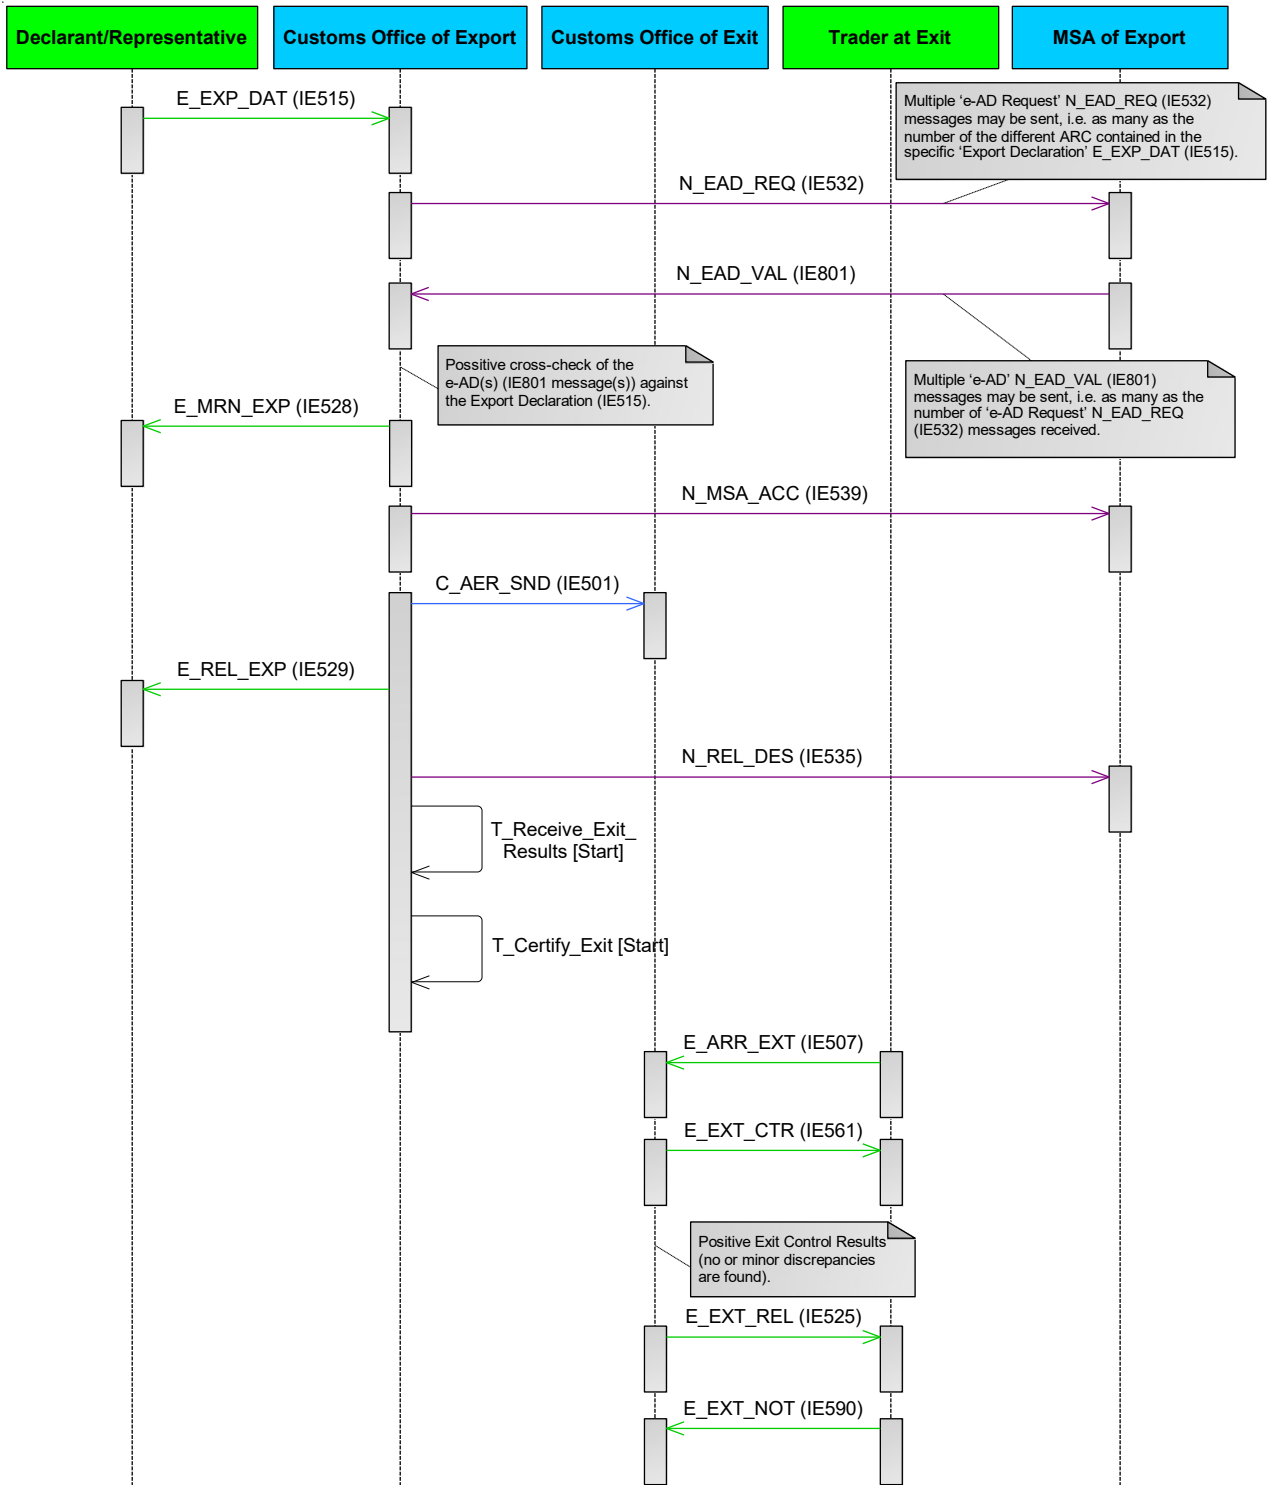 Declarant/Representative
Customs Office of Export
Customs Office of Exit
Trader at Exit
MSA of Export
E_EXP_DAT (IE515)
Multiple ‘e-AD Request’ N_EAD_REQ (IE532)
messages may be sent, i.e. as many as the
number of the different ARC contained in the
specific ‘Export Declaration’ E_EXP_DAT (IE515).
N_EAD_REQ (IE532)
N_EAD_VAL (IE801)
Possitive cross-check of the
e-AD(s) (IE801 message(s)) against
the Export Declaration (IE515).
Multiple ‘e-AD’ N_EAD_VAL (IE801)
messages may be sent, i.e. as many as the
number of ‘e-AD Request’ N_EAD_REQ
(IE532) messages received.
E_MRN_EXP (IE528)
N_MSA_ACC (IE539)
C_AER_SND (IE501)
E_REL_EXP (IE529)
N_REL_DES (IE535)
T_Receive_Exit_
Results [Start]
T_Certify_Exit [Start]
E_ARR_EXT (IE507)
E_EXT_CTR (IE561)
Positive Exit Control Results
(no or minor discrepancies
are found).
E_EXT_REL (IE525)
E_EXT_NOT (IE590)